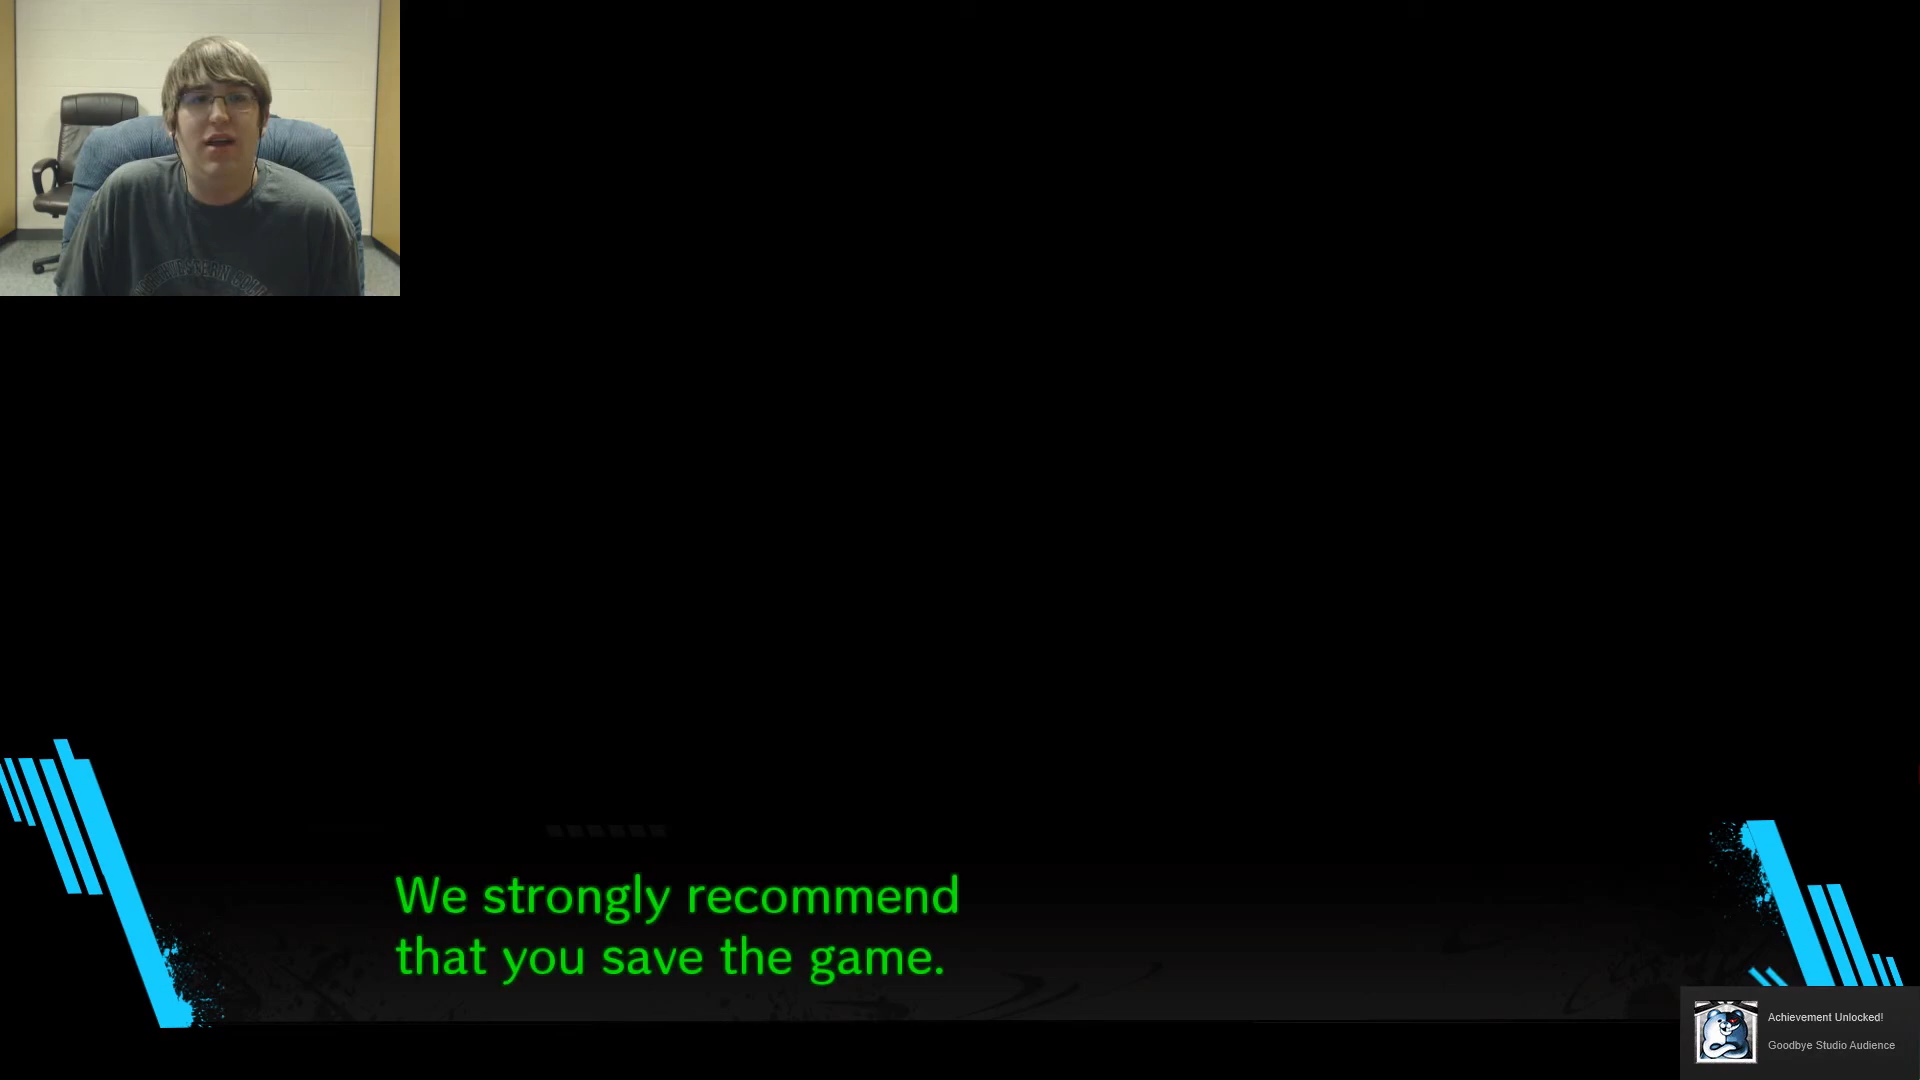 We strongly recommend
that you save the game.
Achievement Unlocked!
Goodbye Studio Audience